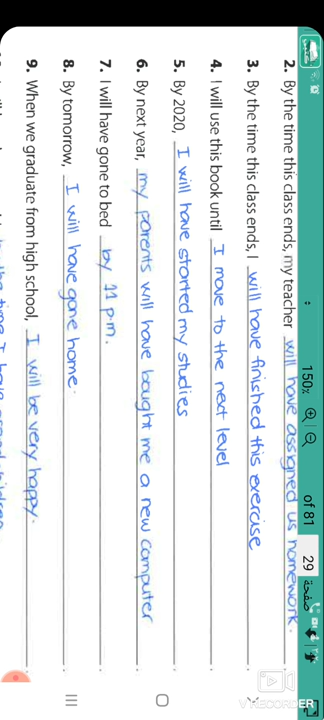 150%
of 81
29
صفحة
2. By the time this class ends, my teacher will have assigned us homework.
3. By the time this class ends, I will have finished this exercise
4. I will use this book until I move to the next level
5. By 2020, I will have started my studies
6. By next year, my parents will have bought me a new computer
7. I will have gone to bed by 11 p.m.
8. By tomorrow, I will have gone home.
9. When we graduate from high school, I will be very happy.
V RECORDER